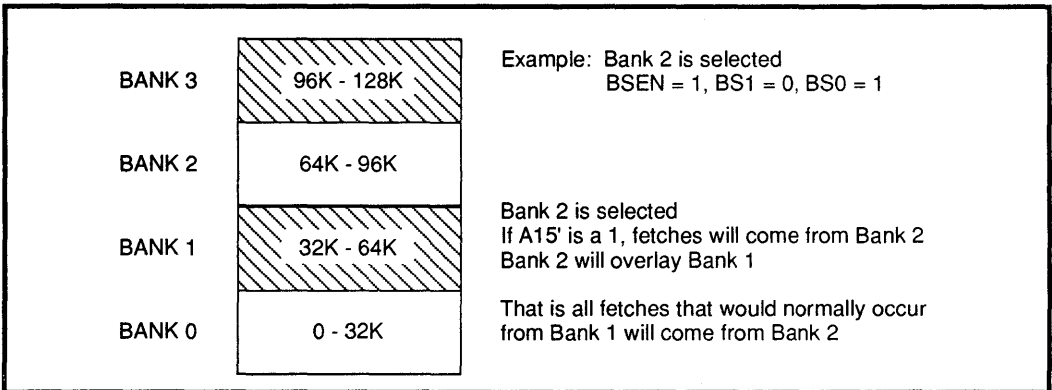 BANK 3 96K - 128K
Example: Bank 2 is selected
BSEN = 1, BS1 = 0, BS0 = 1
BANK 2 64K - 96K
BANK 1 32K - 64K
Bank 2 is selected
If A15' is a 1, fetches will come from Bank 2
Bank 2 will overlay Bank 1
BANK 0 0 - 32K
That is all fetches that would normally occur
from Bank 1 will come from Bank 2